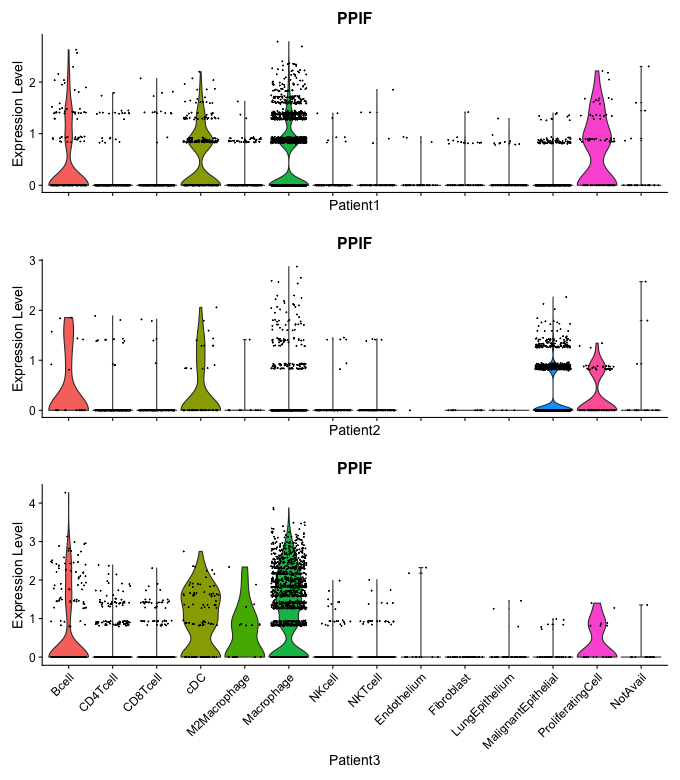 PPIF
Expression Level
2
1
0
Patient1
PPIF
Expression Level
3
2
1
0
Patient2
PPIF
Expression Level
4
3
2
1
0
Bcell
CD4Tcell
CD8Tcell
cDC
M2Macrophage
Macrophage
NKcell
NKTcell
Endothelium
Fibroblast
LungEpithelium
MalignantEpithelial
ProliferatingCell
NotAvail
Patient3